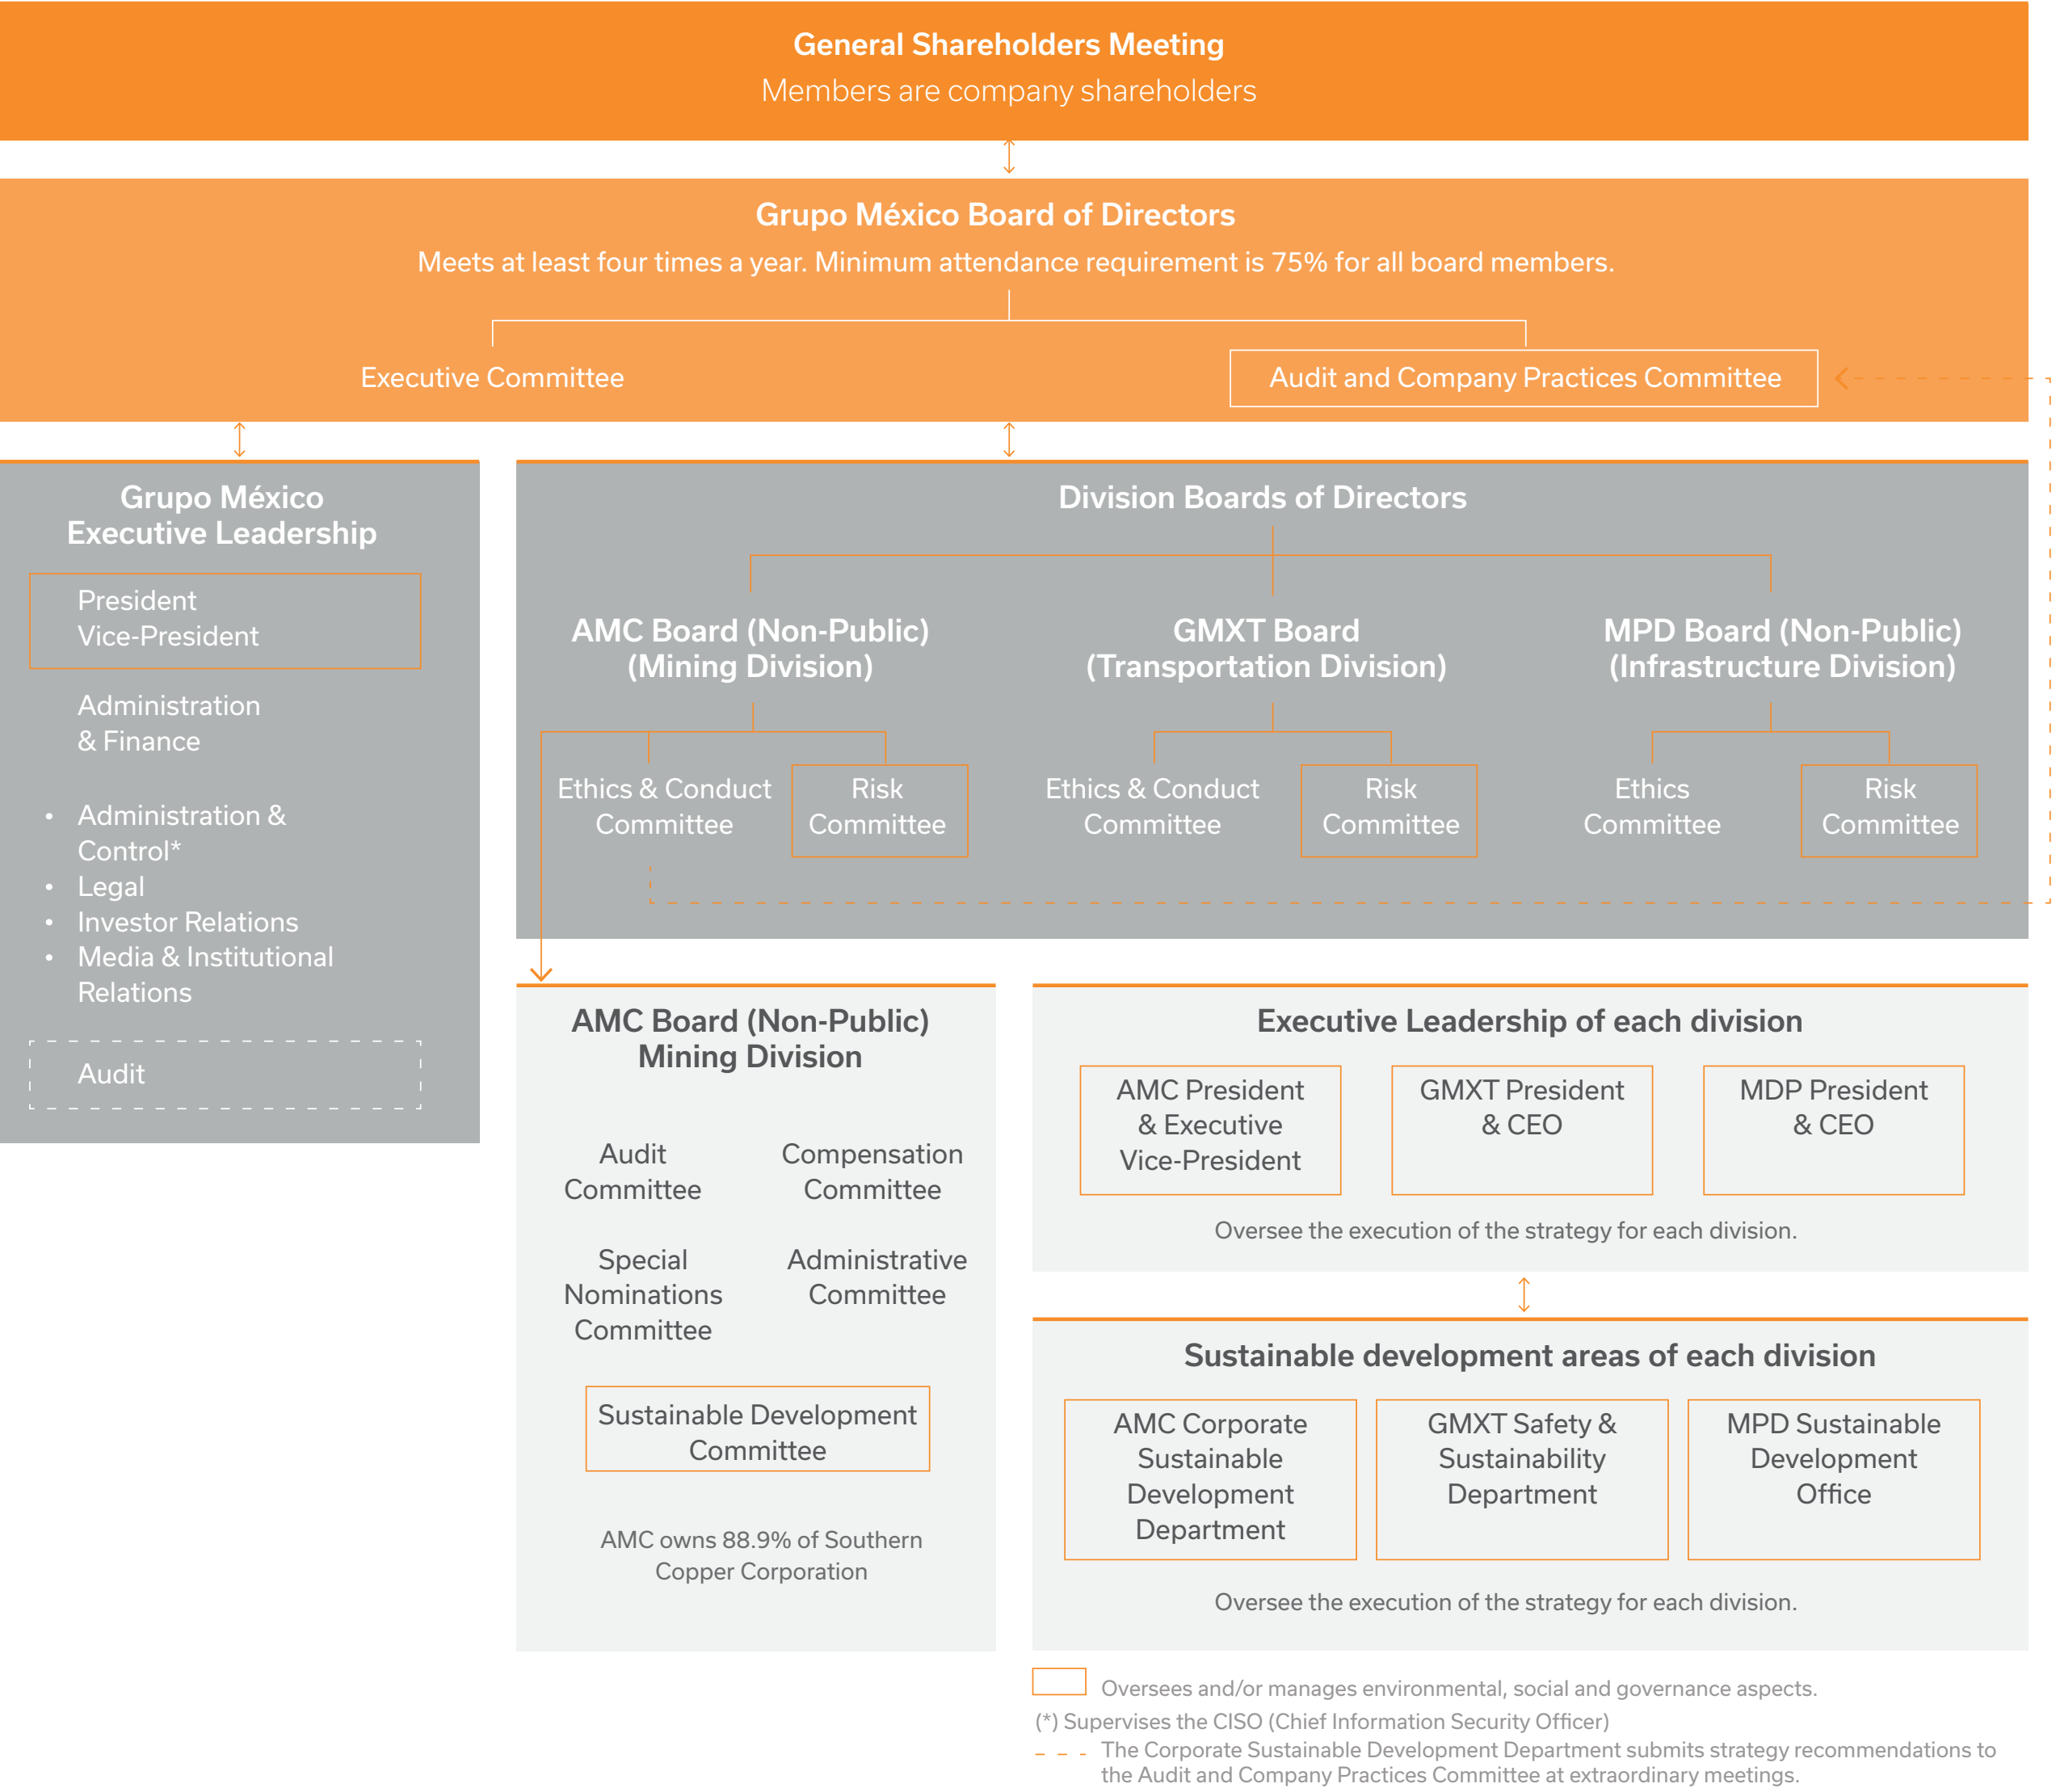 General Shareholders Meeting
Members are company shareholders
Grupo México Board of Directors
Meets at least four times a year. Minimum attendance requirement is 75% for all board members.
Executive Committee
Audit and Company Practices Committee
Grupo México
Executive Leadership
President
Vice-President
Administration
& Finance
• Administration &
Control*
• Legal
• Investor Relations
• Media & Institutional
Relations
Audit
Division Boards of Directors
AMC Board (Non-Public)
(Mining Division)
GMXT Board
(Transportation Division)
MPD Board (Non-Public)
(Infrastructure Division)
Ethics & Conduct
Committee
Risk
Committee
Ethics & Conduct
Committee
Risk
Committee
Ethics
Committee
Risk
Committee
AMC Board (Non-Public)
Mining Division
Audit
Committee
Compensation
Committee
Special
Nominations
Committee
Administrative
Committee
Sustainable Development
Committee
AMC owns 88.9% of Southern
Copper Corporation
Executive Leadership of each division
AMC President
& Executive
Vice-President
GMXT President
& CEO
MDP President
& CEO
Oversee the execution of the strategy for each division.
Sustainable development areas of each division
AMC Corporate
Sustainable
Development
Department
GMXT Safety &
Sustainability
Department
MPD Sustainable
Development
Office
Oversee the execution of the strategy for each division.
Oversees and/or manages environmental, social and governance aspects.
(*) Supervises the CISO (Chief Information Security Officer)
The Corporate Sustainable Development Department submits strategy recommendations to
the Audit and Company Practices Committee at extraordinary meetings.